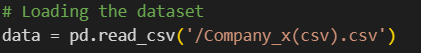 # Loading the dataset
data = pd.read_csv('/Company_x(csv).csv')